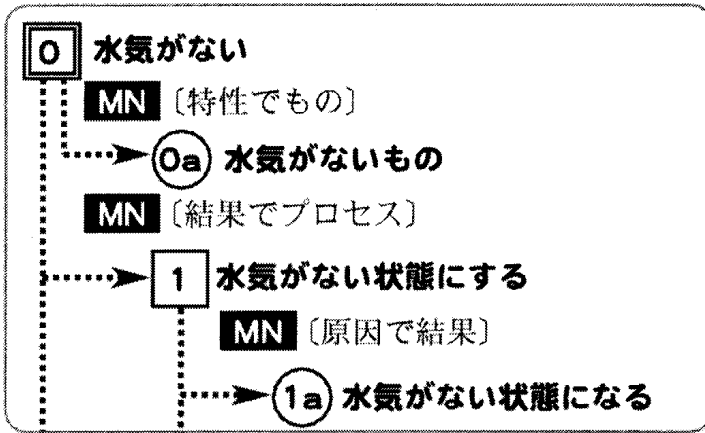 0 水気がない
MN 〔特性でもの〕
0a 水気がないもの
MN 〔結果でプロセス〕
1 水気がない状態にする
MN 〔原因で結果〕
1a 水気がない状態になる